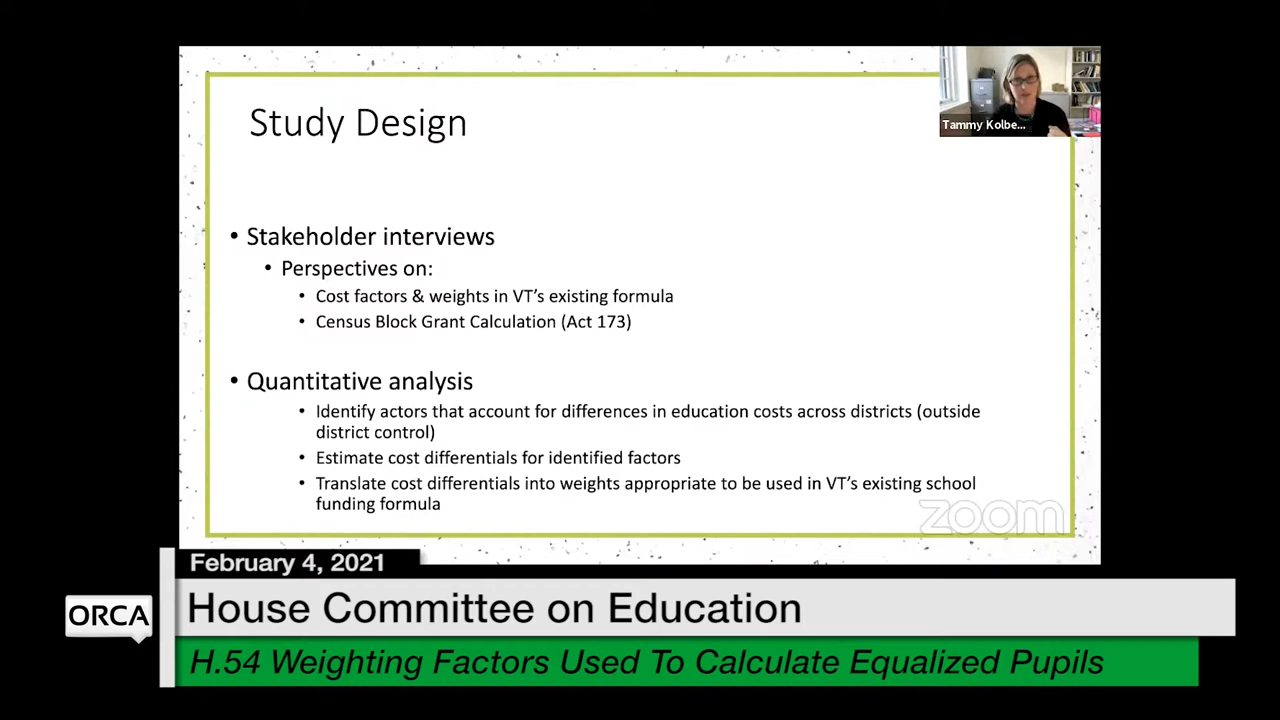 Study Design
Tammy Kolbe...
• Stakeholder interviews
• Perspectives on:
• Cost factors & weights in VT's existing formula
• Census Block Grant Calculation (Act 173)
• Quantitative analysis
• Identify actors that account for differences in education costs across districts (outside
district control)
• Estimate cost differentials for identified factors
• Translate cost differentials into weights appropriate to be used in VT's existing school
funding formula
zoom
February 4, 2021
ORCA
House Committee on Education
H.54 Weighting Factors Used To Calculate Equalized Pupils